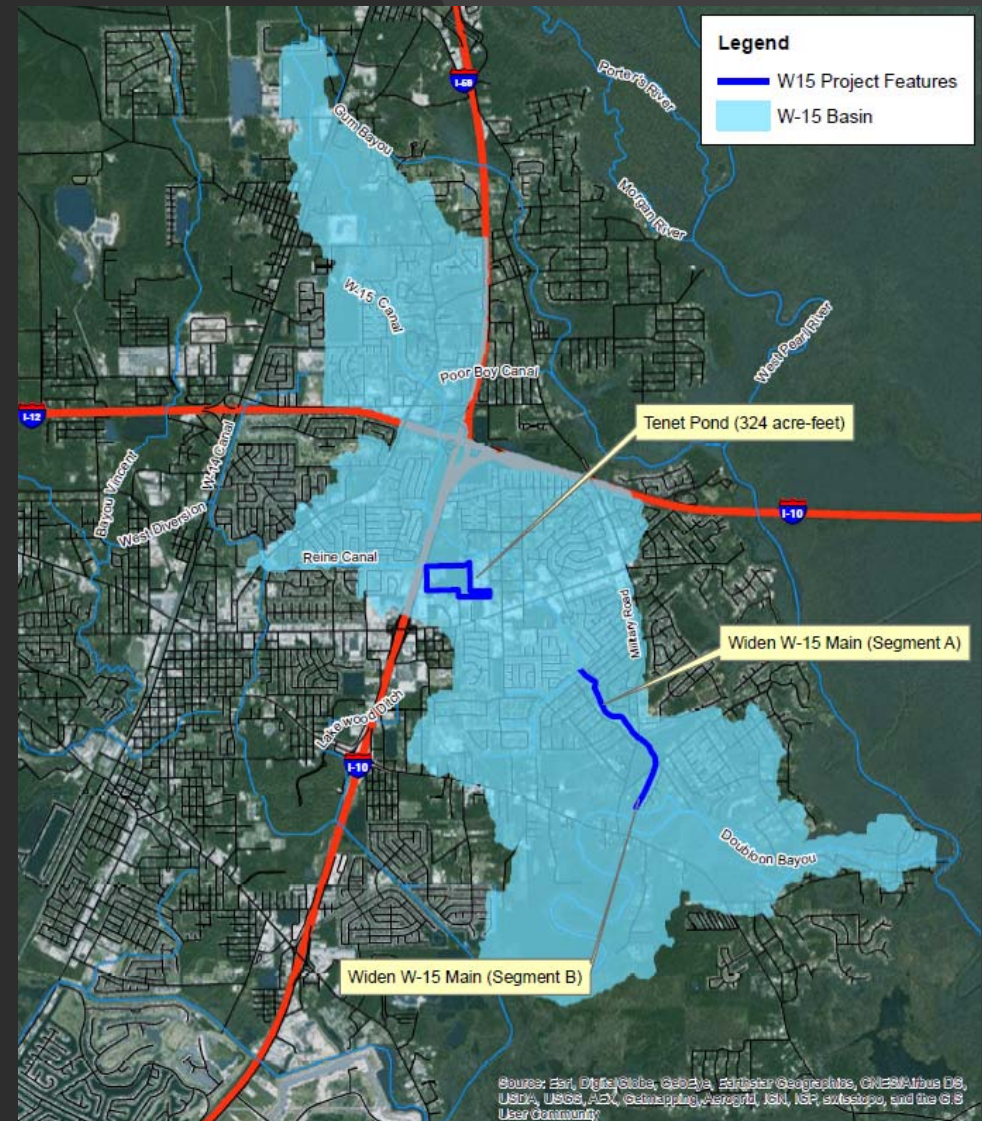 Legend
W15 Project Features
W-15 Basin
I-59
Porter's River
Gum Bayou
Morgan River
W-15 Canal
West Pearl River
Poor Boy Canal
I-12
Tenet Pond (324 acre-feet)
W-14 Canal
Bayou Vincent
I-10
West Diversion
Reine Canal
Military Road
Widen W-15 Main (Segment A)
Lakewood Ditch
I-10
Doubloon Bayou
Widen W-15 Main (Segment B)
Source: Esri, DigitalGlobe, GeoEye, Earthstar Geographics, CNES/Airbus DS,
USDA, USGS, AEX, Getmapping, Aerogrid, IGN, IGP, swisstopo, and the GIS
User Community